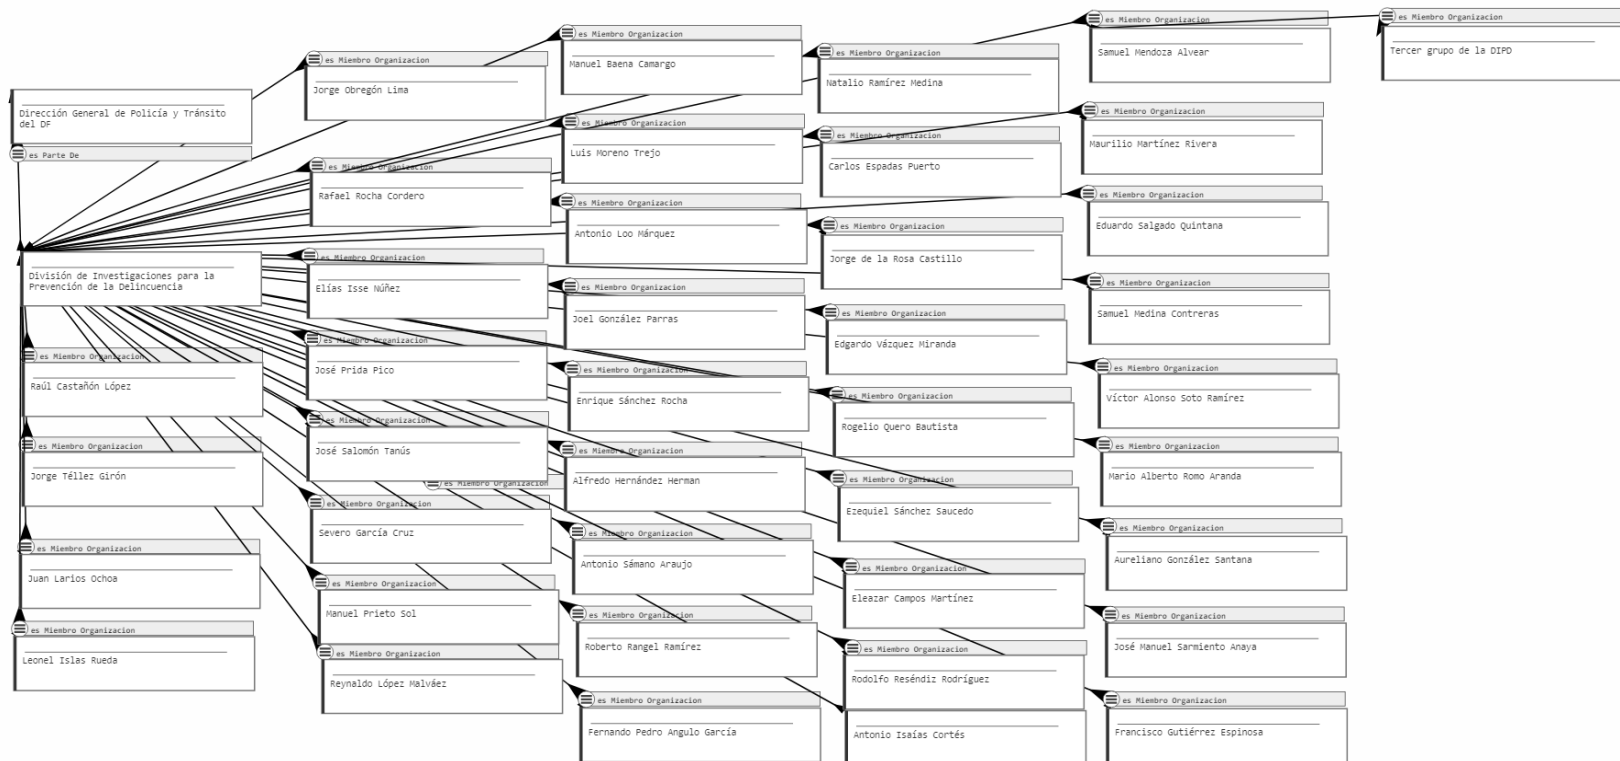 Dirección General de Policía y Tránsito
del DF
es Parte De
División de Investigaciones para la
Prevención de la Delincuencia
es Miembro Organizacion
Raúl Castañón López
es Miembro Organizacion
Jorge Téllez Girón
es Miembro Organizacion
Juan Larios Ochoa
es Miembro Organizacion
Leonel Islas Rueda
es Miembro Organizacion
Jorge Obregón Lima
es Miembro Organizacion
Rafael Rocha Cordero
es Miembro Organizacion
Elías Isse Núñez
es Miembro Organizacion
José Prida Pico
es Miembro Organizacion
José Salomón Tanús
es Miembro Organizacion
es Miembro Organizacion
Severo García Cruz
es Miembro Organizacion
Manuel Prieto Sol
es Miembro Organizacion
Reynaldo López Malváez
es Miembro Organizacion
Manuel Baena Camargo
es Miembro Organizacion
Luis Moreno Trejo
es Miembro Organizacion
Antonio Loo Márquez
es Miembro Organizacion
Joel González Parras
es Miembro Organizacion
Enrique Sánchez Rocha
es Miembro Organizacion
Alfredo Hernández Herman
es Miembro Organizacion
Antonio Sámano Araujo
es Miembro Organizacion
Roberto Rangel Ramírez
es Miembro Organizacion
Fernando Pedro Angulo García
es Miembro Organizacion
Natalio Ramírez Medina
es Miembro Organizacion
Carlos Espadas Puerto
es Miembro Organizacion
Jorge de la Rosa Castillo
es Miembro Organizacion
Edgardo Vázquez Miranda
es Miembro Organizacion
Rogelio Quero Bautista
es Miembro Organizacion
Ezequiel Sánchez Saucedo
es Miembro Organizacion
Eleazar Campos Martínez
es Miembro Organizacion
Rodolfo Reséndiz Rodríguez
Antonio Isaías Cortés
es Miembro Organizacion
Samuel Mendoza Alvear
es Miembro Organizacion
Maurilio Martínez Rivera
es Miembro Organizacion
Eduardo Salgado Quintana
es Miembro Organizacion
Samuel Medina Contreras
es Miembro Organizacion
Víctor Alonso Soto Ramírez
es Miembro Organizacion
Mario Alberto Romo Aranda
es Miembro Organizacion
Aureliano González Santana
es Miembro Organizacion
José Manuel Sarmiento Anaya
es Miembro Organizacion
Francisco Gutiérrez Espinosa
es Miembro Organizacion
Tercer grupo de la DIPD